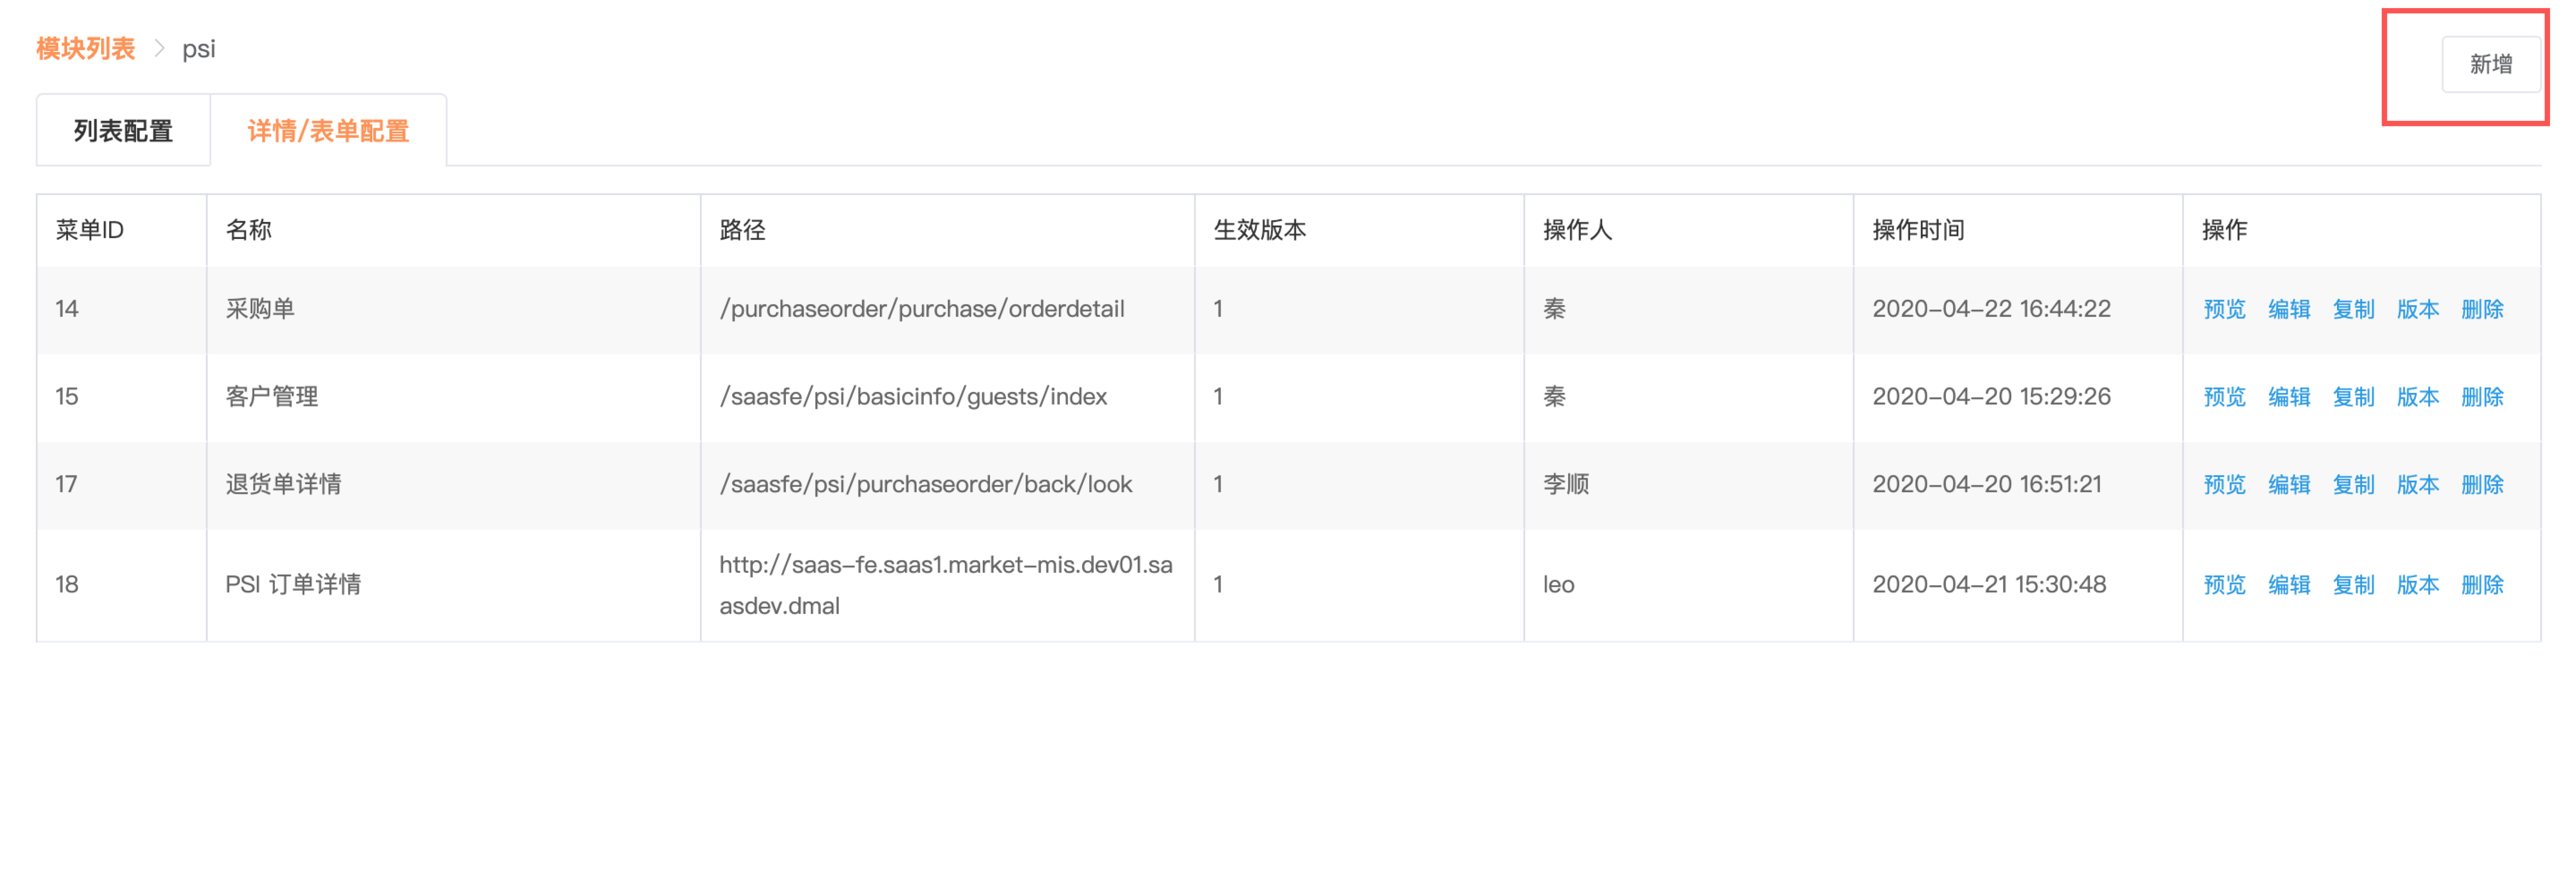 模块列表 > psi
新增
列表配置 详情/表单配置
菜单ID 名称 路径 生效版本 操作人 操作时间 操作
14 采购单 /purchaseorder/purchase/orderdetail 1 秦 2020-04-22 16:44:22 预览 编辑 复制 版本 删除
15 客户管理 /saasfe/psi/basicinfo/guests/index 1 秦 2020-04-20 15:29:26 预览 编辑 复制 版本 删除
17 退货单详情 /saasfe/psi/purchaseorder/back/look 1 李顺 2020-04-20 16:51:21 预览 编辑 复制 版本 删除
18 PSI 订单详情 http://saas-fe.saas1.market-mis.dev01.sa 1 leo 2020-04-21 15:30:48 预览 编辑 复制 版本 删除
asdev.dmal